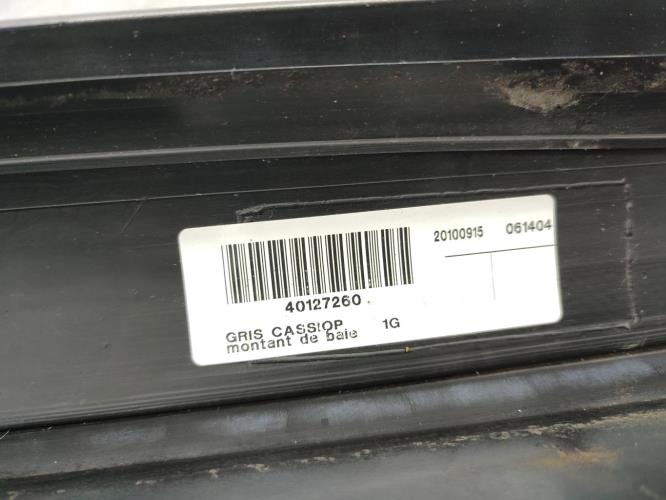 20100915 061404
40127260
GRIS CASSIOP 1G
montant de baie